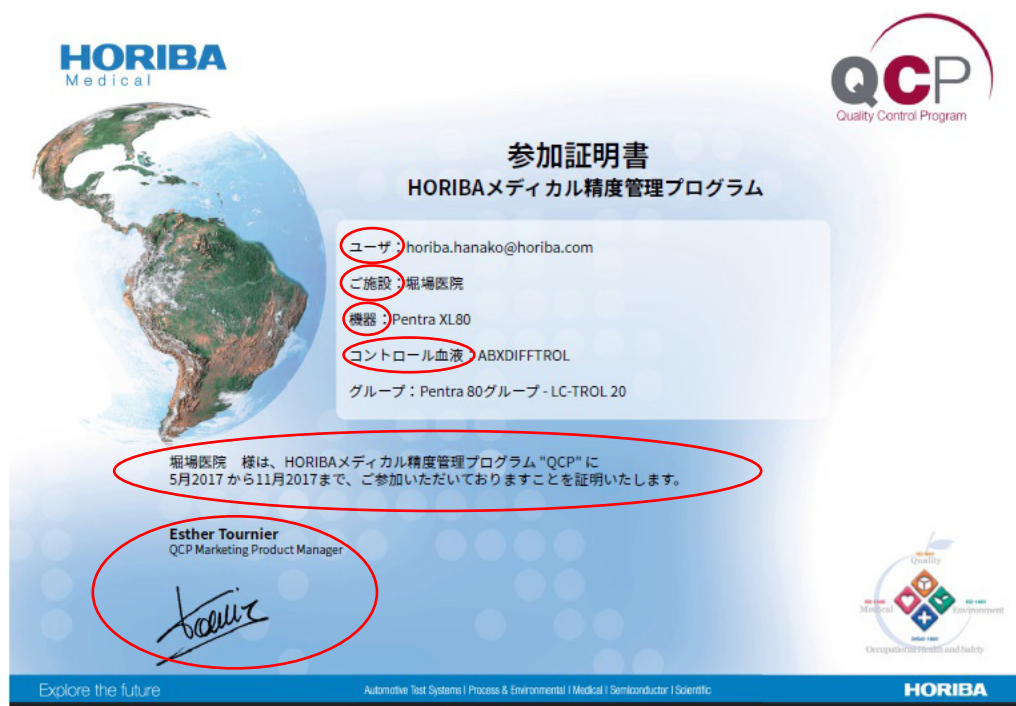 HORIBA
Medical
QCP
Quality Control Program
参加証明書
HORIBAメディカル精度管理プログラム
ユーザ：horiba.hanako@horiba.com
ご施設：堀場医院
機器：Pentra XL80
コントロール血液：ABXDIFFTROL
グループ：Pentra 80グループ - LC-TROL 20
堀場医院　様は、HORIBAメディカル精度管理プログラム "QCP" に
5月2017 から11月2017まで、ご参加いただいておりますことを証明いたします。
Esther Tournier
QCP Marketing Product Manager
Quality
Medical
Environment
Occupational Health and Safety
Explore the future
Automotive Test Systems I Process & Environmental I Medical I Semiconductor I Scientific
HORIBA